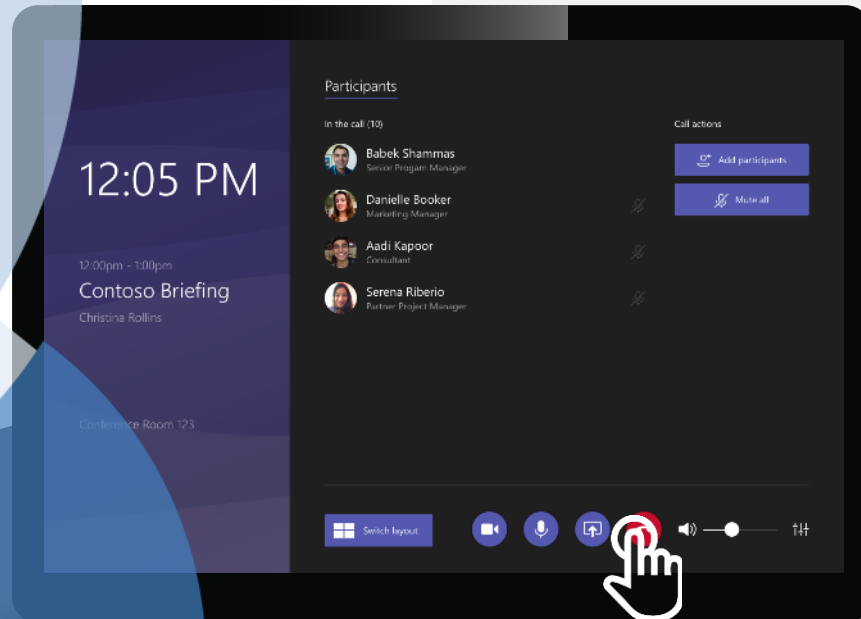 12:05 PM
12:00pm - 1:00pm
Contoso Briefing
Christina Rollins
Conference Room 123
Participants
In the call (10)
Babek Shammas
Senior Progam Manager
Danielle Booker
Marketing Manager
Aadi Kapoor
Consultant
Serena Riberio
Partner Project Manager
Call actions
Add participants
Mute all
Switch layout